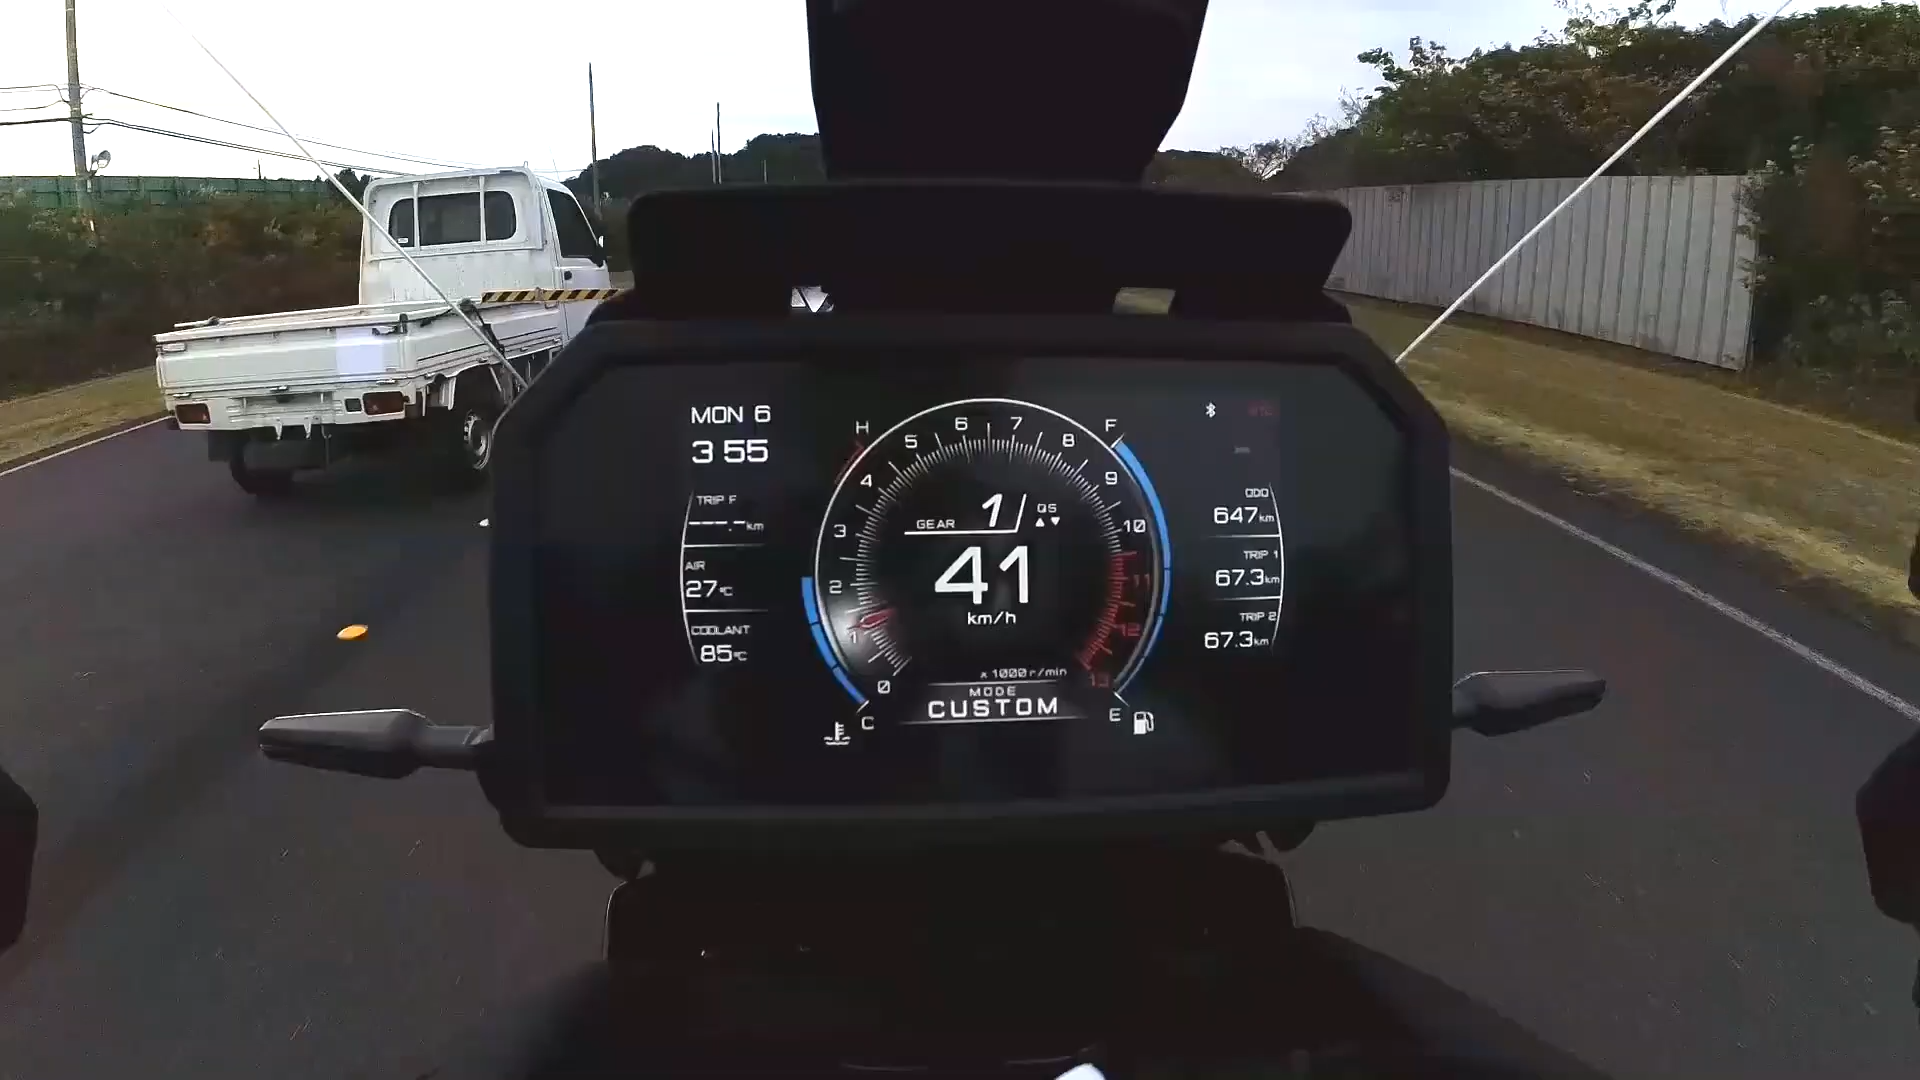 MON 6
3 55
TRIP F
---.-km
AIR
27°C
COOLANT
85°C
H
C
0
1
2
3
4
5
6
7
8
9
10
11
12
13
F
E
GEAR 1
QS
41
km/h
x 1000 r/min
MODE
CUSTOM
ODO
647km
TRIP 1
67.3km
TRIP 2
67.3km